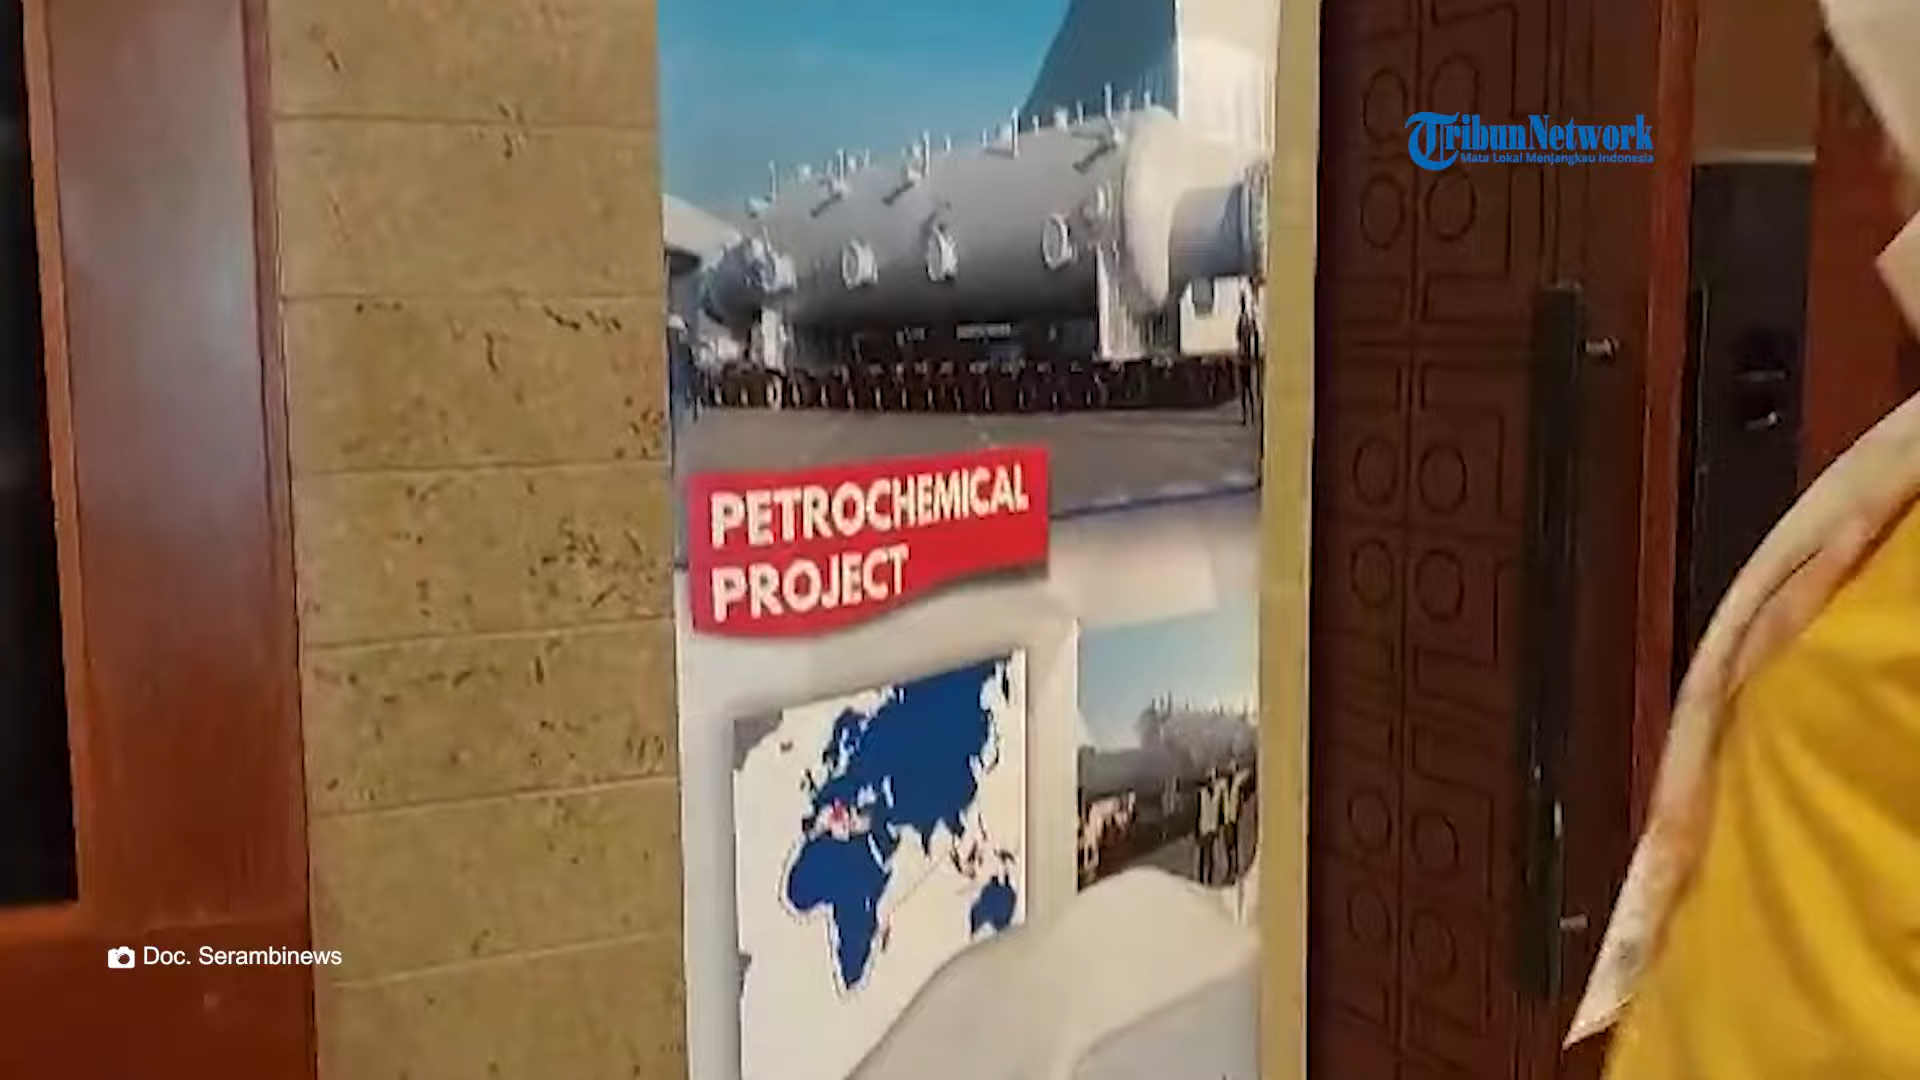 TribunNetwork
Mata Lokal Menjangkau Indonesia
PETROCHEMICAL
PROJECT
Doc. Serambinews